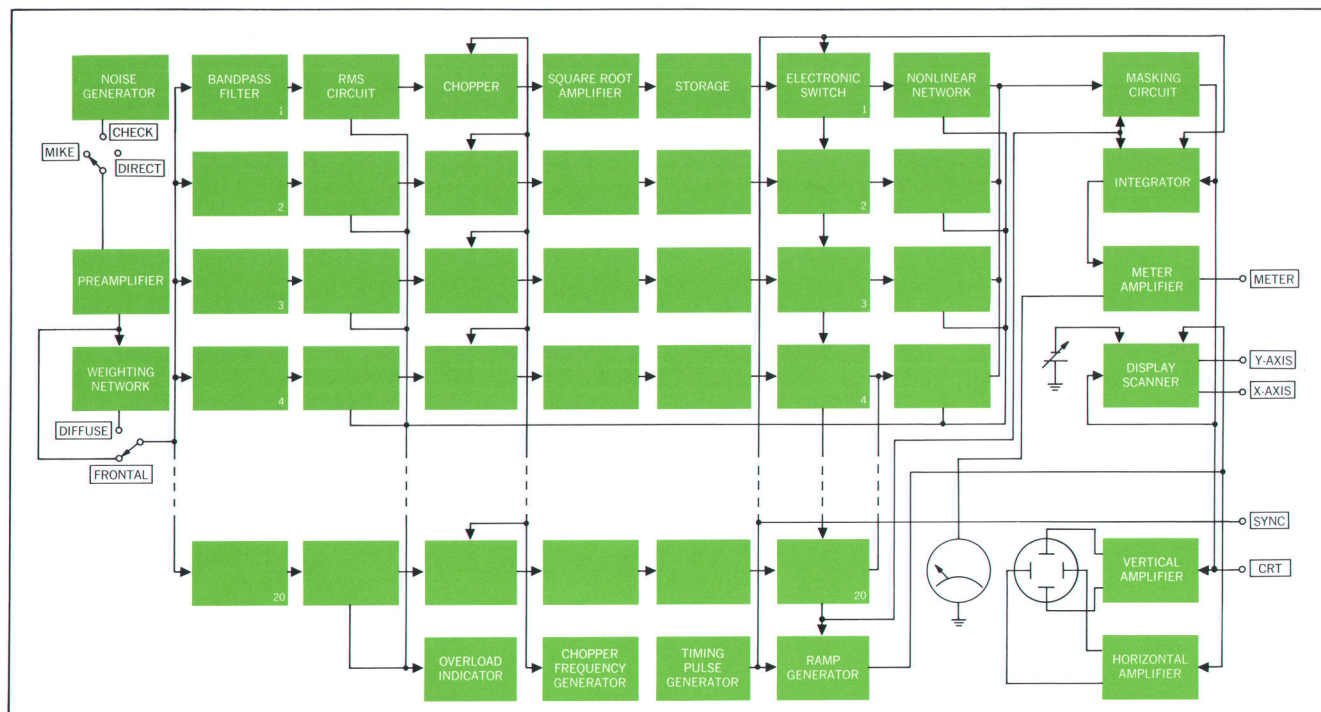 NOISE
GENERATOR
BANDPASS
FILTER
1
RMS
CIRCUIT
CHOPPER
SQUARE ROOT
AMPLIFIER
STORAGE
ELECTRONIC
SWITCH
1
NONLINEAR
NETWORK
MASKING
CIRCUIT
CHECK
MIKE
DIRECT
2
2
INTEGRATOR
PREAMPLIFIER
3
3
METER
AMPLIFIER
METER
WEIGHTING
NETWORK
4
4
DISPLAY
SCANNER
Y-AXIS
X-AXIS
DIFFUSE
FRONTAL
SYNC
20
20
VERTICAL
AMPLIFIER
CRT
OVERLOAD
INDICATOR
CHOPPER
FREQUENCY
GENERATOR
TIMING
PULSE
GENERATOR
RAMP
GENERATOR
HORIZONTAL
AMPLIFIER